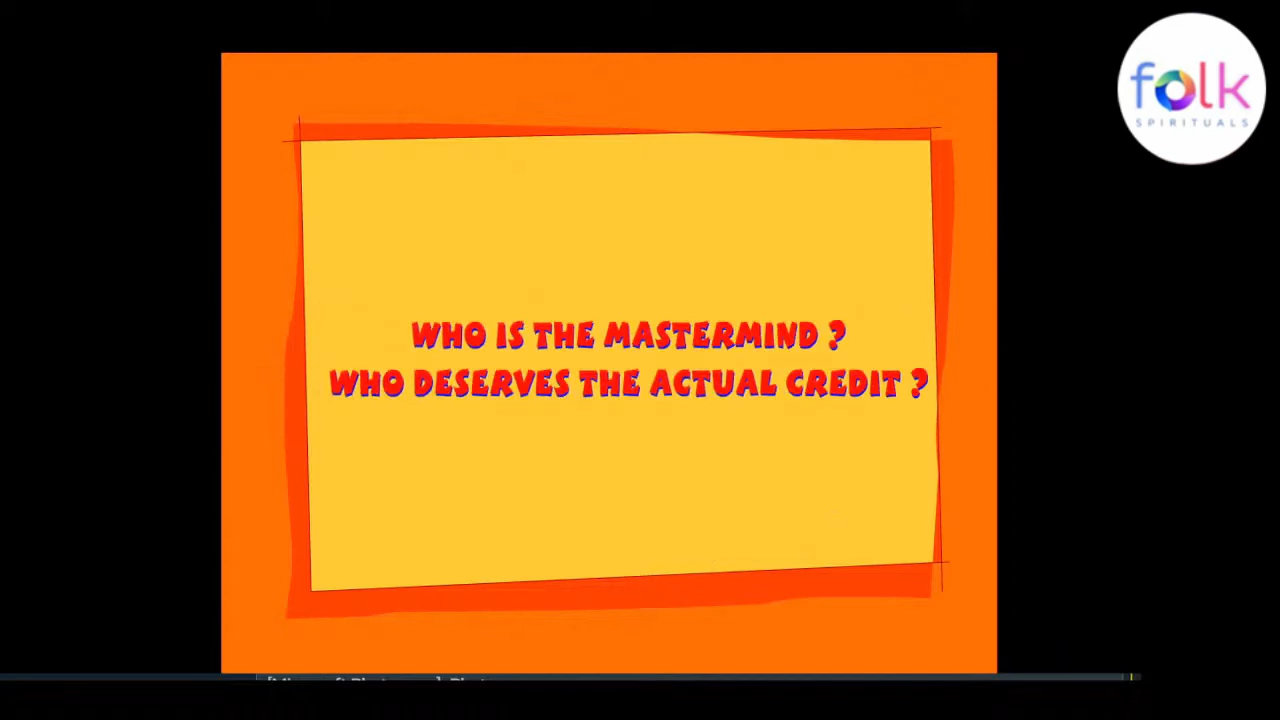 folk
SPIRITUALS
WHO IS THE MASTERMIND ?
WHO DESERVES THE ACTUAL CREDIT ?